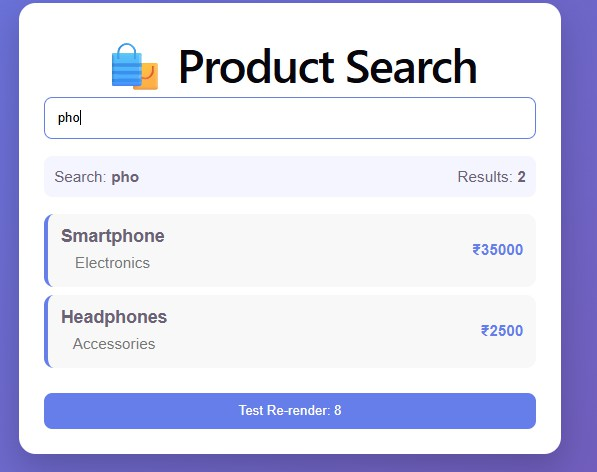 Product Search
pho
Search: pho
Results: 2
Smartphone
Electronics
₹35000
Headphones
Accessories
₹2500
Test Re-render: 8